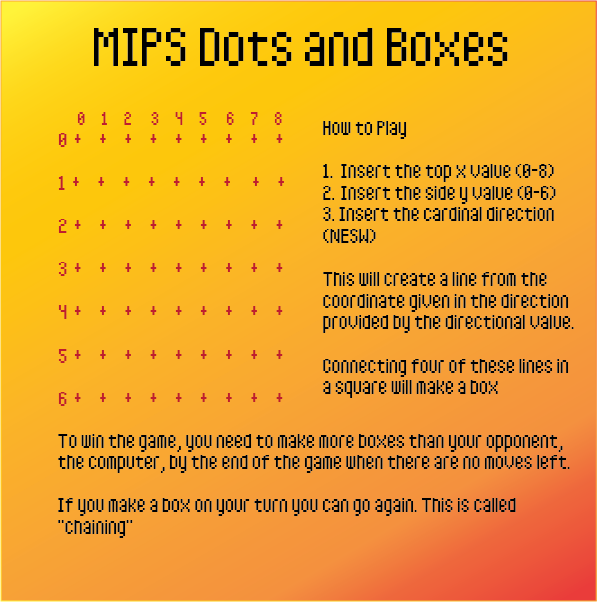 MIPS Dots and Boxes
0 1 2 3 4 5 6 7 8
0 + + + + + + + + +
1 + + + + + + + + +
2 + + + + + + + + +
3 + + + + + + + + +
4 + + + + + + + + +
5 + + + + + + + + +
6 + + + + + + + + +
How to Play
1. Insert the top x value (0-8)
2. Insert the side y value (0-6)
3. Insert the cardinal direction
(NESW)
This will create a line from the
coordinate given in the direction
provided by the directional value.
Connecting four of these lines in
a square will make a box
To win the game, you need to make more boxes than your opponent,
the computer, by the end of the game when there are no moves left.
If you make a box on your turn you can go again. This is called
"chaining"